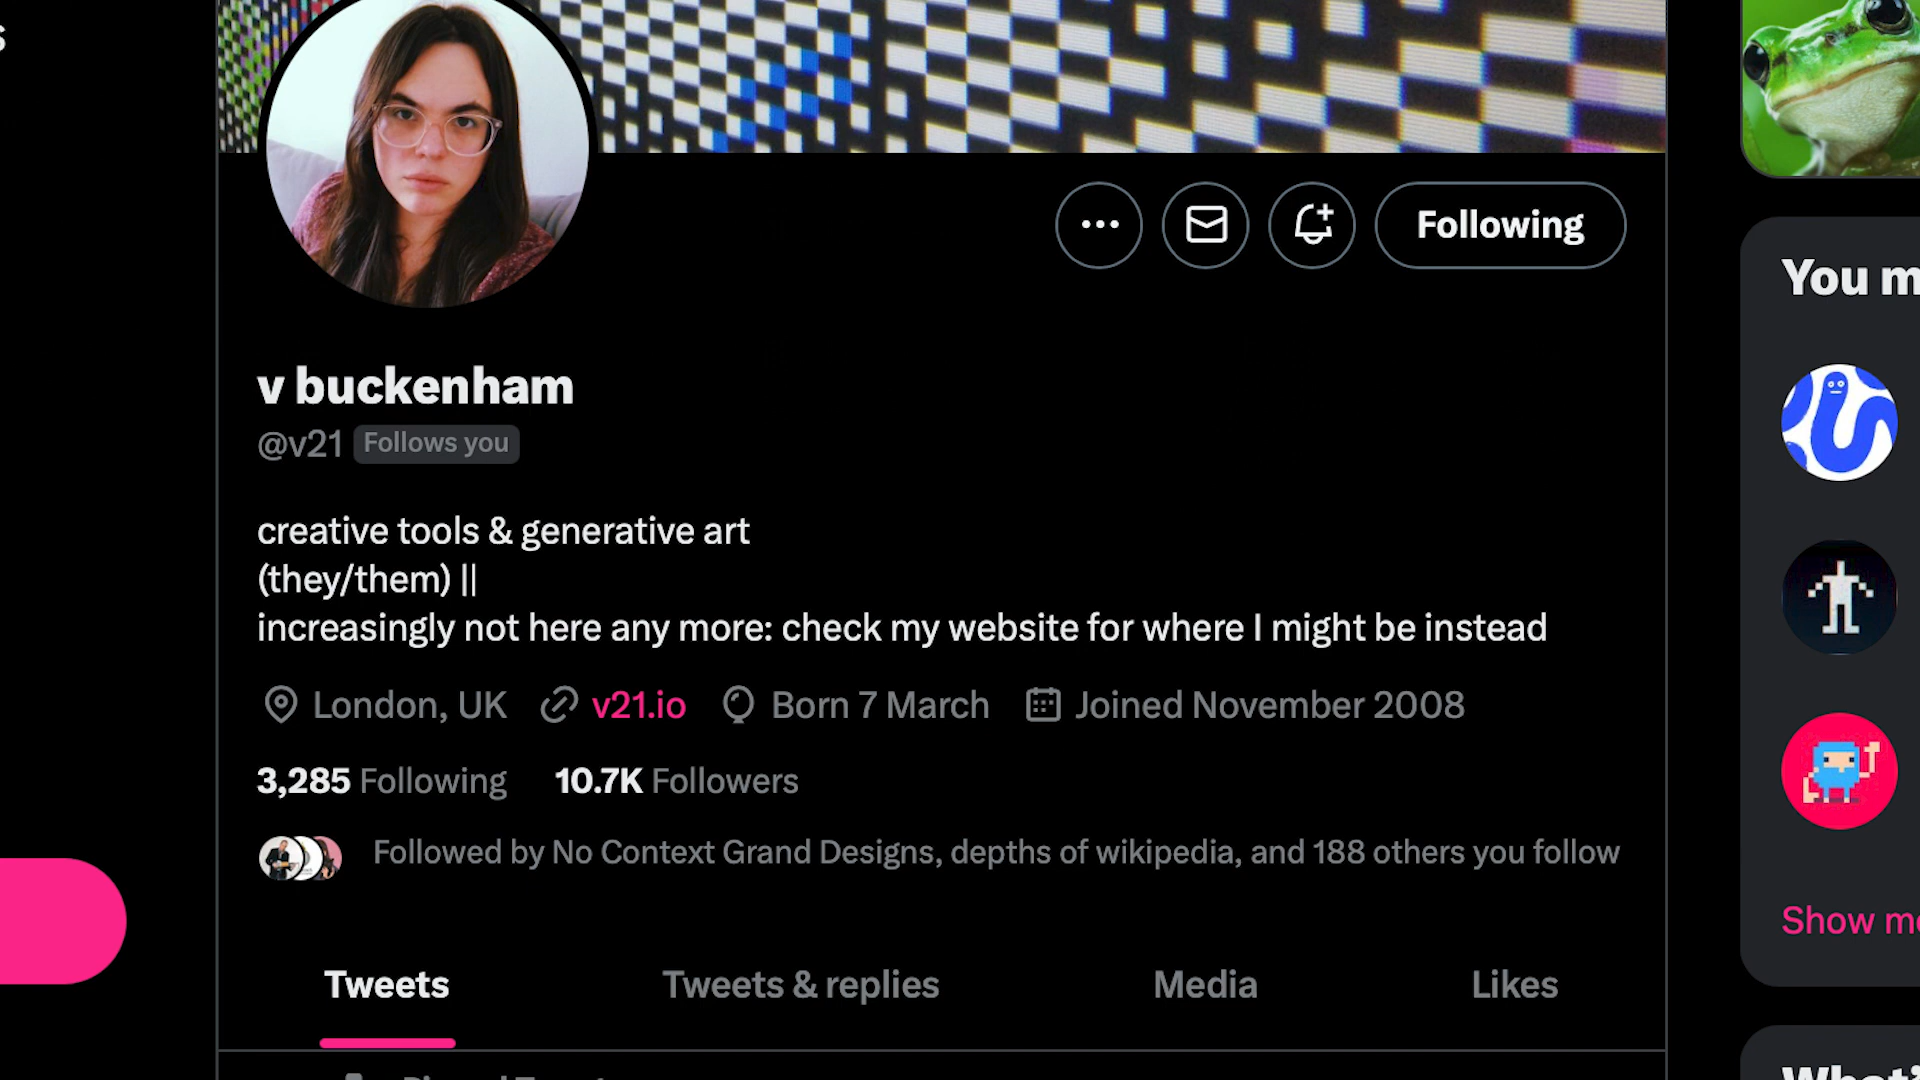 s
Following
You m
v buckenham
@v21 Follows you
creative tools & generative art
(they/them) ||
increasingly not here any more: check my website for where I might be instead
London, UK v21.io Born 7 March Joined November 2008
3,285 Following 10.7K Followers
Followed by No Context Grand Designs, depths of wikipedia, and 188 others you follow
Show mo
Tweets Tweets & replies Media Likes